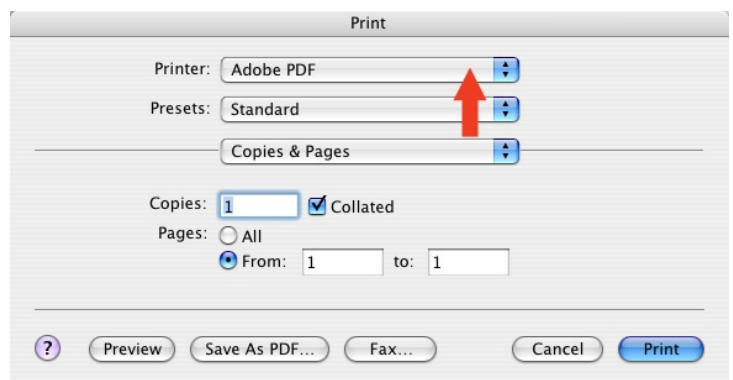 Print
Printer: Adobe PDF
Presets: Standard
Copies & Pages
Copies: 1 Collated
Pages: All
From: 1 to: 1
? Preview Save As PDF... Fax... Cancel Print